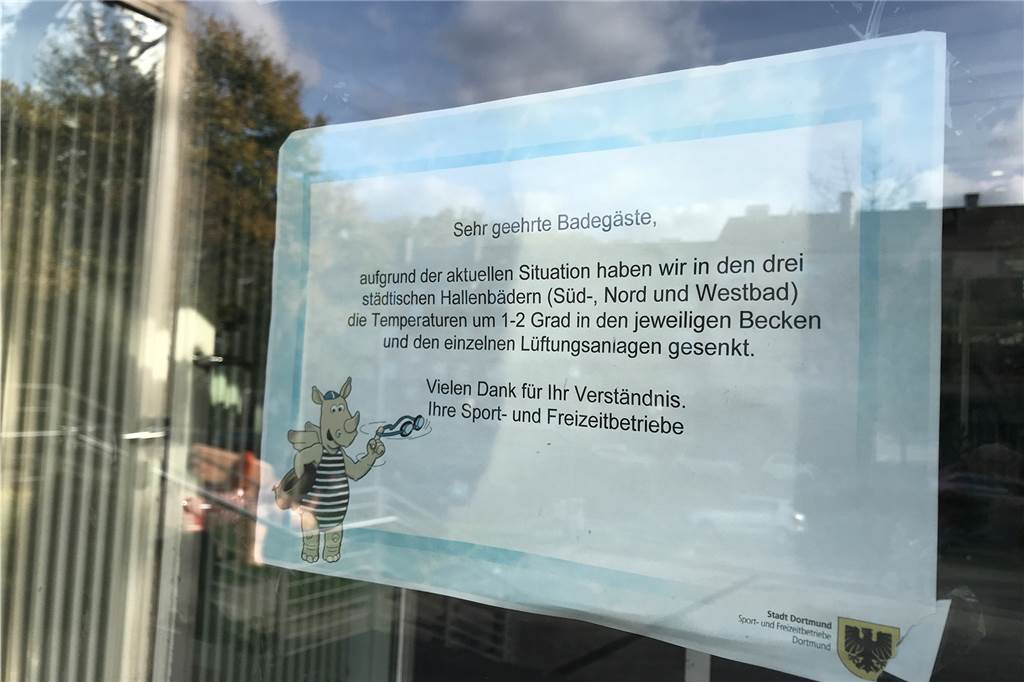 Sehr geehrte Badegäste,
aufgrund der aktuellen Situation haben wir in den drei
städtischen Hallenbädern (Süd-, Nord und Westbad)
die Temperaturen um 1-2 Grad in den jeweiligen Becken
und den einzelnen Lüftungsanlagen gesenkt.
Vielen Dank für Ihr Verständnis.
Ihre Sport- und Freizeitbetriebe
Stadt Dortmund
Sport- und Freizeitbetriebe
Dortmund